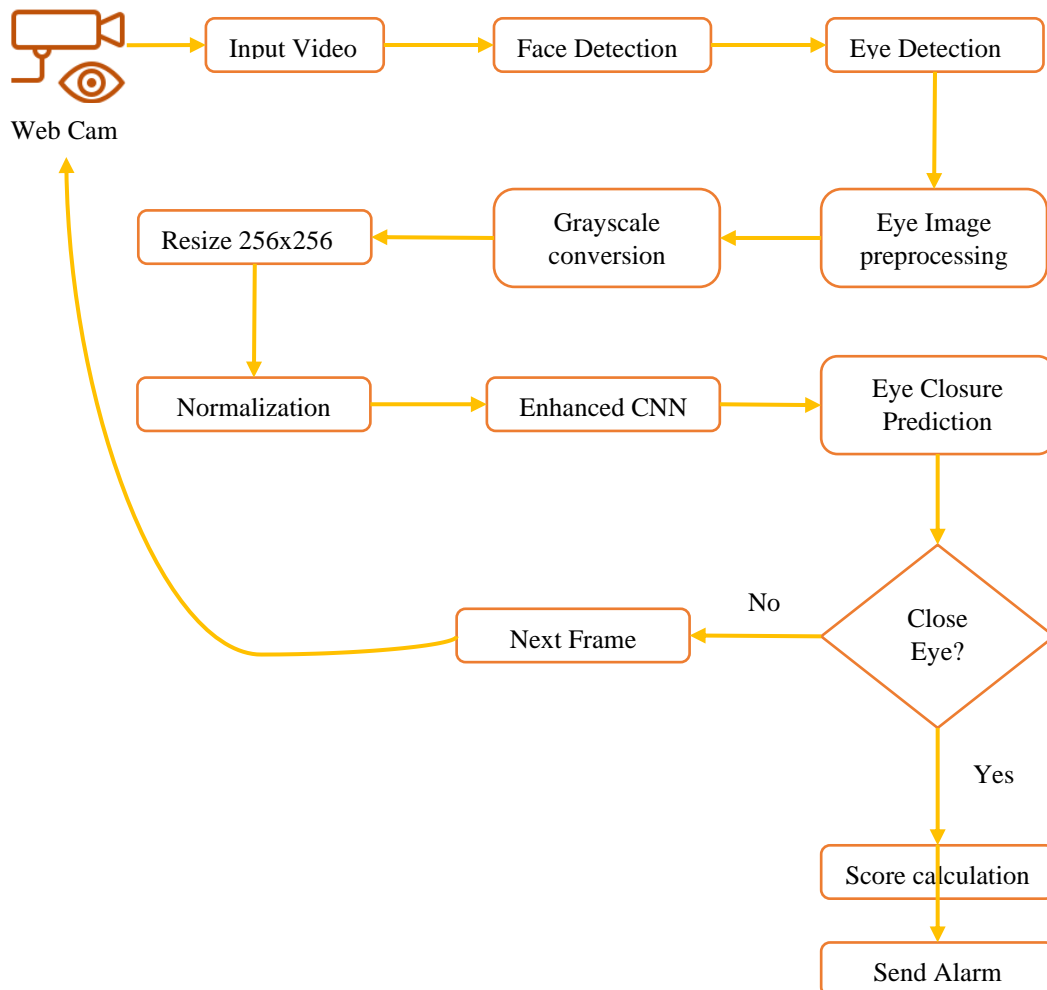 Input Video
Face Detection
Eye Detection
Web Cam
Resize 256x256
Grayscale
conversion
Eye Image
preprocessing
Normalization
Enhanced CNN
Eye Closure
Prediction
No
Next Frame
Close
Eye?
Yes
Score calculation
Send Alarm